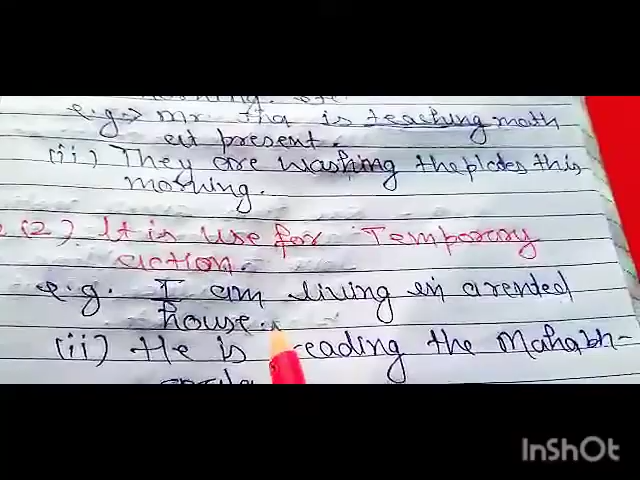 e.g→ Mr. Jha is teaching math
at present.
(ii) They are washing the plates this
morning.
(2). It is use for Temporary
action.
e.g. I am living in a rented
house.
(ii) He is reading the Mahabh-
InShOt